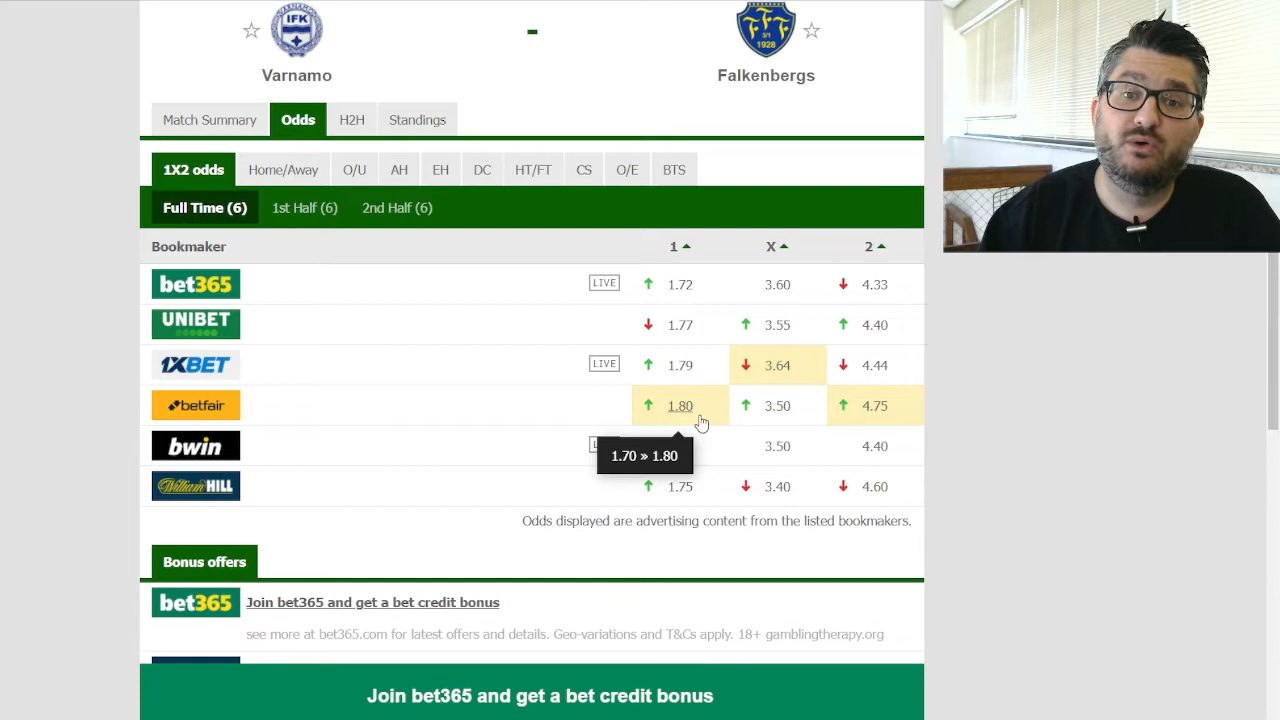 IFK
VÄRNAMO
FFF
3/1
1928
Varnamo
Falkenbergs
Match Summary
Odds
H2H
Standings
1X2 odds
Home/Away
O/U
AH
EH
DC
HT/FT
CS
O/E
BTS
Full Time (6)
1st Half (6)
2nd Half (6)
Bookmaker 1 X 2
bet365 LIVE 1.72 3.60 4.33
UNIBET 1.77 3.55 4.40
1XBET LIVE 1.79 3.64 4.44
betfair 1.80 3.50 4.75
bwin 3.50 4.40
1.70 » 1.80
William HILL 1.75 3.40 4.60
Odds displayed are advertising content from the listed bookmakers.
Bonus offers
bet365 Join bet365 and get a bet credit bonus
see more at bet365.com for latest offers and details. Geo-variations and T&Cs apply. 18+ gamblingtherapy.org
Join bet365 and get a bet credit bonus